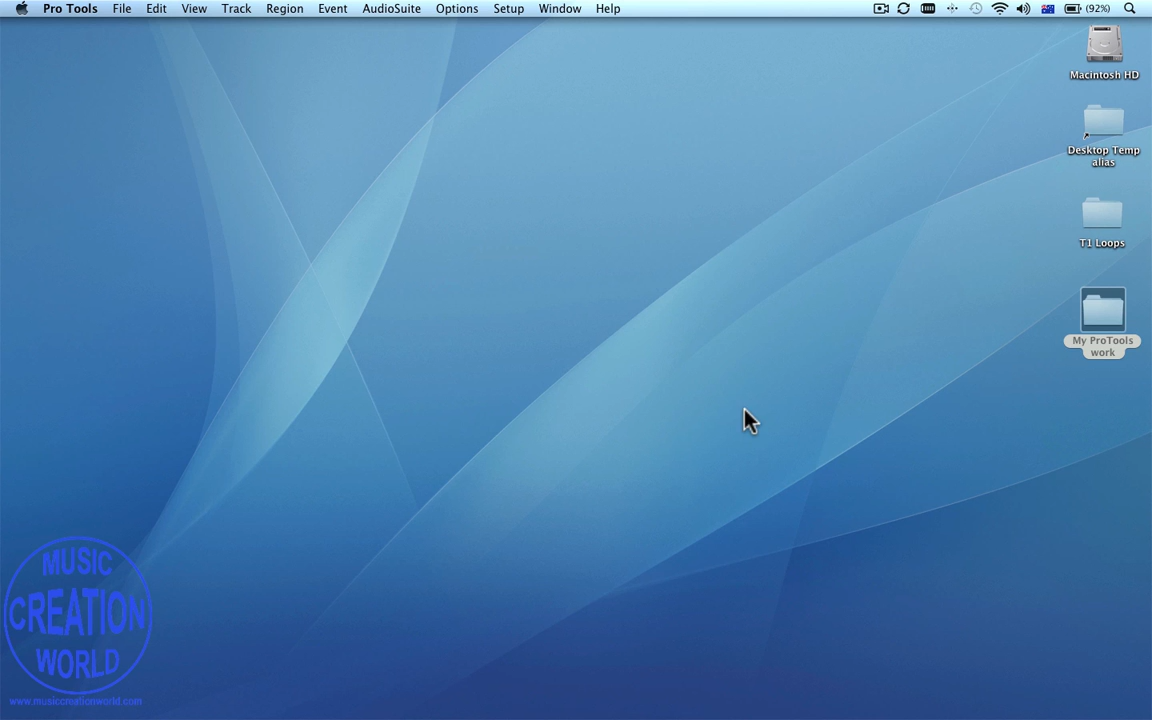 Pro Tools File Edit View Track Region Event AudioSuite Options Setup Window Help (92%)
Macintosh HD
Desktop Temp
alias
T1 Loops
My ProTools
work
MUSIC
CREATION
WORLD
www.musiccreationworld.com